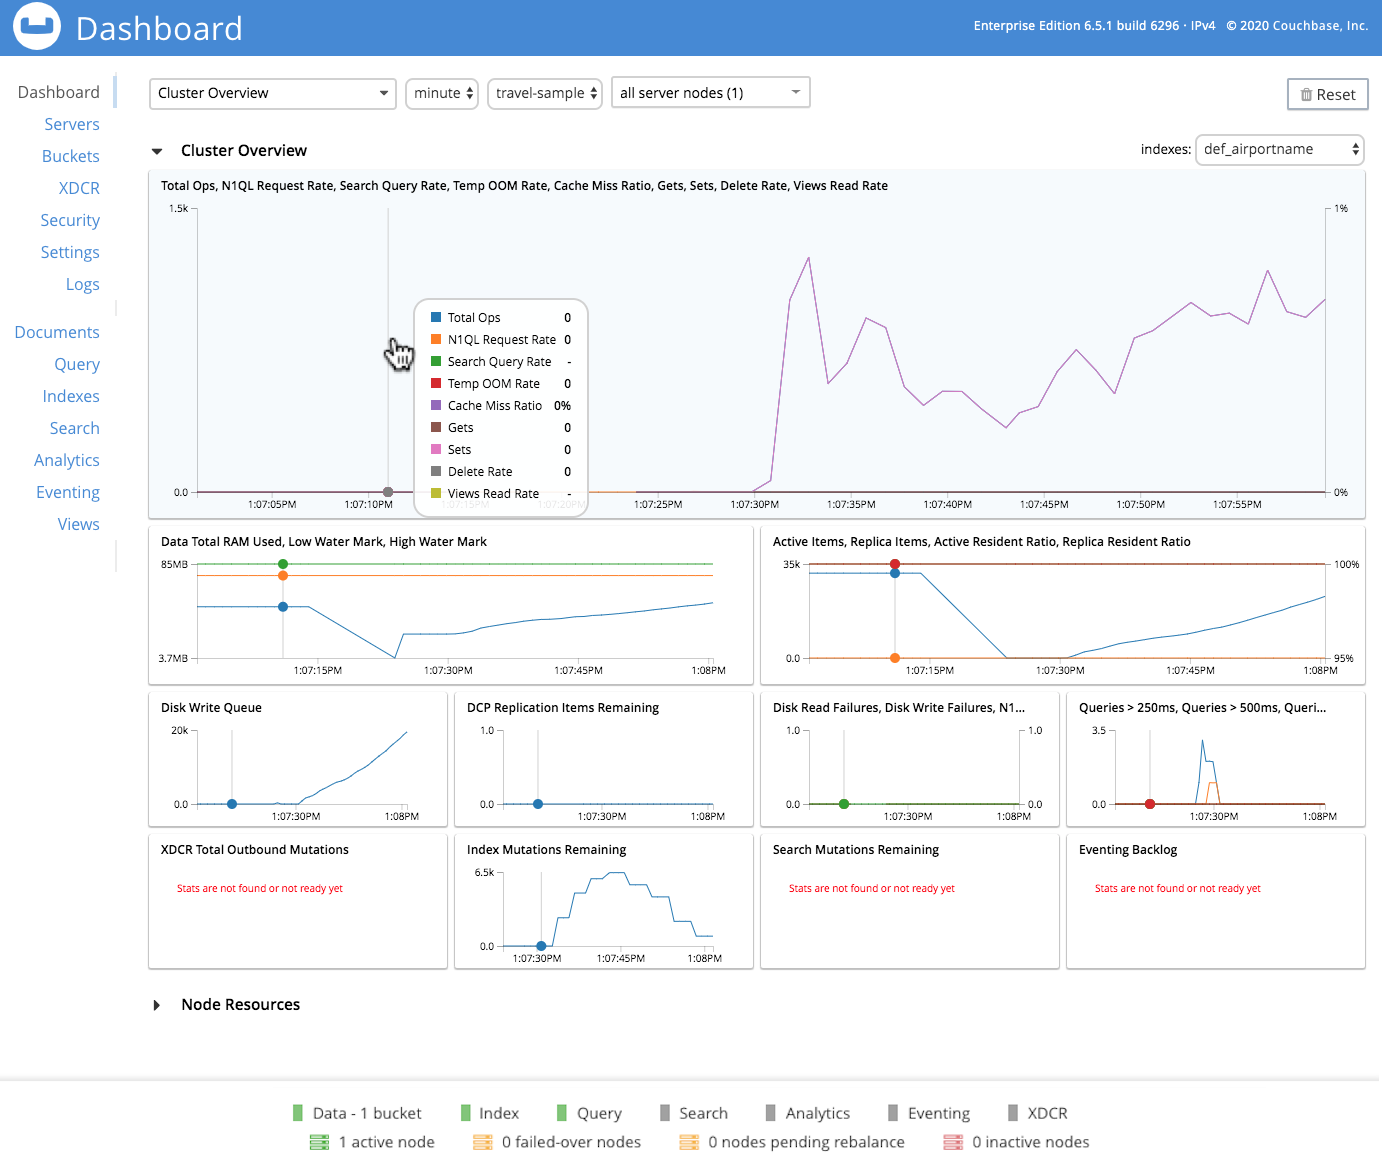 Dashboard
Enterprise Edition 6.5.1 build 6296 · IPv4 © 2020 Couchbase, Inc.
Dashboard
Servers
Buckets
XDCR
Security
Settings
Logs
Documents
Query
Indexes
Search
Analytics
Eventing
Views
Cluster Overview
minute
travel-sample
all server nodes (1)
Reset
Cluster Overview
indexes: def_airportname
Total Ops, N1QL Request Rate, Search Query Rate, Temp OOM Rate, Cache Miss Ratio, Gets, Sets, Delete Rate, Views Read Rate
1.5k
1%
Total Ops 0
N1QL Request Rate 0
Search Query Rate -
Temp OOM Rate 0
Cache Miss Ratio 0%
Gets 0
Sets 0
Delete Rate 0
Views Read Rate -
0.0
0%
1:07:05PM 1:07:10PM 1:07:15PM 1:07:20PM 1:07:25PM 1:07:30PM 1:07:35PM 1:07:40PM 1:07:45PM 1:07:50PM 1:07:55PM
Data Total RAM Used, Low Water Mark, High Water Mark
85MB
3.7MB
1:07:15PM 1:07:30PM 1:07:45PM 1:08PM
Active Items, Replica Items, Active Resident Ratio, Replica Resident Ratio
35k
100%
0.0
95%
1:07:15PM 1:07:30PM 1:07:45PM 1:08PM
Disk Write Queue
20k
0.0
1:07:30PM 1:08PM
DCP Replication Items Remaining
1.0
0.0
1:07:30PM 1:08PM
Disk Read Failures, Disk Write Failures, N1...
1.0
1.0
0.0
0.0
1:07:30PM 1:08PM
Queries > 250ms, Queries > 500ms, Queri...
3.5
0.0
1:07:30PM 1:08PM
XDCR Total Outbound Mutations
Stats are not found or not ready yet
Index Mutations Remaining
6.5k
0.0
1:07:30PM 1:07:45PM 1:08PM
Search Mutations Remaining
Stats are not found or not ready yet
Eventing Backlog
Stats are not found or not ready yet
Node Resources
Data - 1 bucket Index Query Search Analytics Eventing XDCR
1 active node 0 failed-over nodes 0 nodes pending rebalance 0 inactive nodes